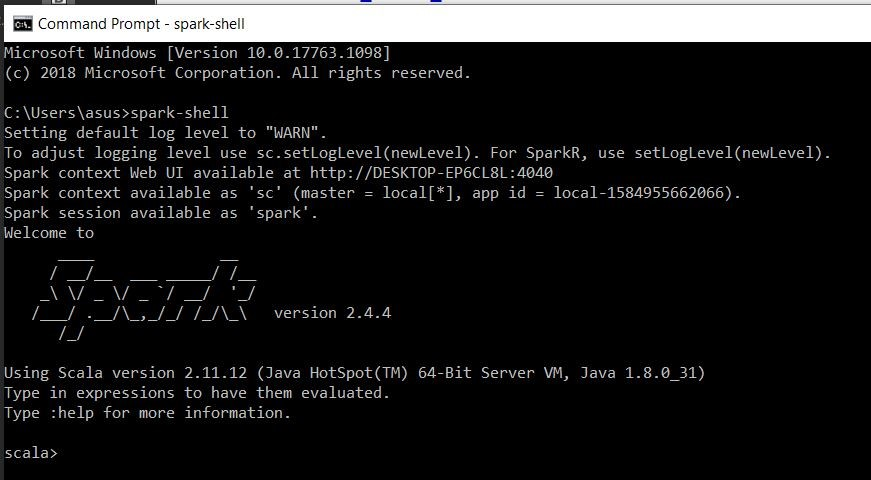 Command Prompt - spark-shell
Microsoft Windows [Version 10.0.17763.1098]
(c) 2018 Microsoft Corporation. All rights reserved.
C:\Users\asus>spark-shell
Setting default log level to "WARN".
To adjust logging level use sc.setLogLevel(newLevel). For SparkR, use setLogLevel(newLevel).
Spark context Web UI available at http://DESKTOP-EP6CL8L:4040
Spark context available as 'sc' (master = local[*], app id = local-1584955662066).
Spark session available as 'spark'.
Welcome to
      ____              __
     / __/__  ___ _____/ /__
    _\ \/ _ \/ _ `/ __/  '_/
   /___/ .__/\_,_/_/ /_/\_\   version 2.4.4
      /_/
Using Scala version 2.11.12 (Java HotSpot(TM) 64-Bit Server VM, Java 1.8.0_31)
Type in expressions to have them evaluated.
Type :help for more information.
scala>